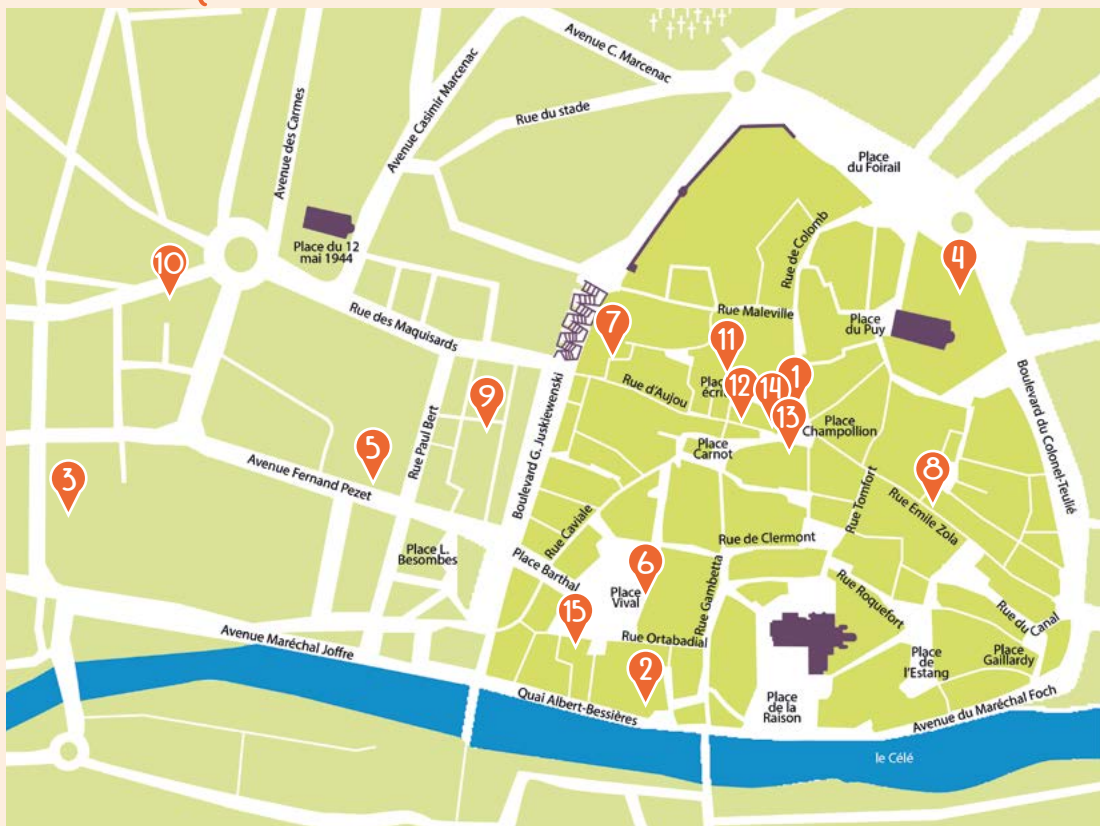 Avenue C. Marcenac
Rue du stade
Avenue Casimir Marcenac
Avenue des Carmes
Place
du Foirail
Place du 12
mai 1944
10
4
Rue de Colomb
Rue Maleville
Place
du Puy
Rue des Maquisards
7
11
Rue d'Aujou
12
14
1
13
Place
Champollion
Place
Carnot
Boulevard G. Juskiewenski
Boulevard du Colonel-Teulié
9
Rue Paul Bert
5
3
Avenue Fernand Pezet
8
Rue Emile Zola
Rue Tomfort
Rue de Clermont
Rue Caviale
Place L.
Besombes
Place Barthal
6
Place
Vival
Rue Gambetta
Rue Roquefort
Rue du Canal
15
Rue Ortabadial
2
Place
de
l'Estang
Place
Gaillardy
Avenue Maréchal Joffre
Quai Albert-Bessières
Place
de la
Raison
Avenue du Maréchal Foch
le Célé